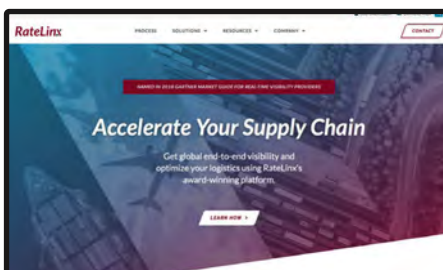 RateLinx
PROCESS SOLUTIONS RESOURCES COMPANY
CONTACT
NAMED IN 2018 GARTNER MARKET GUIDE FOR REAL-TIME VISIBILITY PROVIDERS
Accelerate Your Supply Chain
Get global end-to-end visibility and
optimize your logistics using RateLinx's
award-winning platform.
LEARN HOW >